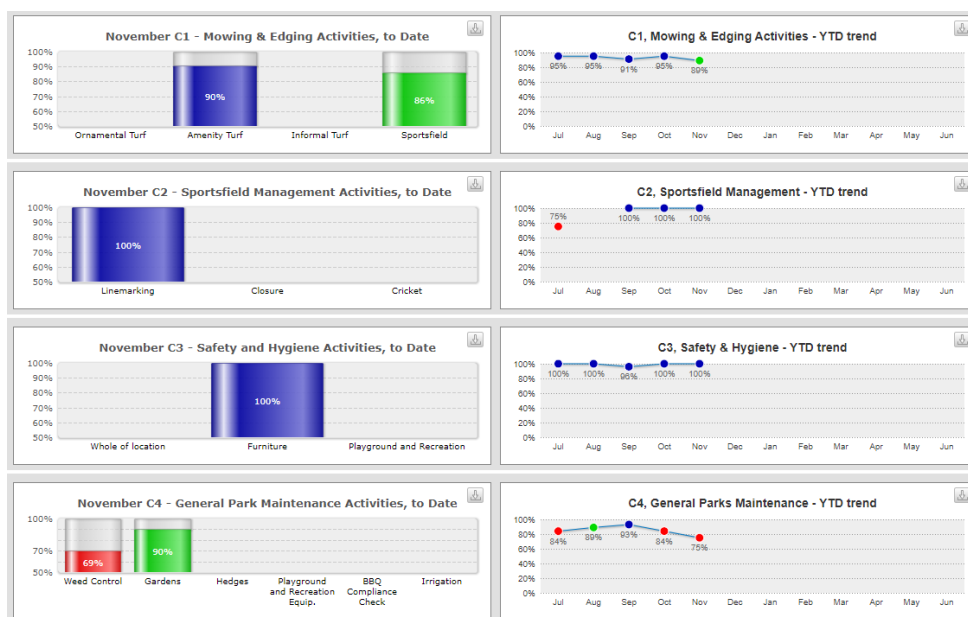 November C1 - Mowing & Edging Activities, to Date
100%
90%
80%
70%
60%
50%
90%
86%
Ornamental Turf Amenity Turf Informal Turf Sportsfield
C1, Mowing & Edging Activities - YTD trend
100%
80%
60%
40%
20%
0%
95% 95% 91% 95% 89%
Jul Aug Sep Oct Nov Dec Jan Feb Mar Apr May Jun
November C2 - Sportsfield Management Activities, to Date
100%
90%
80%
70%
60%
50%
100%
Linemarking Closure Cricket
C2, Sportsfield Management - YTD trend
100%
80%
60%
40%
20%
0%
75% 100% 100% 100%
Jul Aug Sep Oct Nov Dec Jan Feb Mar Apr May Jun
November C3 - Safety and Hygiene Activities, to Date
100%
90%
80%
70%
60%
50%
100%
Whole of location Furniture Playground and Recreation
C3, Safety & Hygiene - YTD trend
100%
80%
60%
40%
20%
0%
100% 100% 96% 100% 100%
Jul Aug Sep Oct Nov Dec Jan Feb Mar Apr May Jun
November C4 - General Park Maintenance Activities, to Date
100%
70%
50%
69%
90%
Weed Control Gardens Hedges Playground and Recreation Equip. BBQ Compliance Check Irrigation
C4, General Parks Maintenance - YTD trend
100%
80%
60%
40%
20%
0%
84% 89% 93% 84% 75%
Jul Aug Sep Oct Nov Dec Jan Feb Mar Apr May Jun